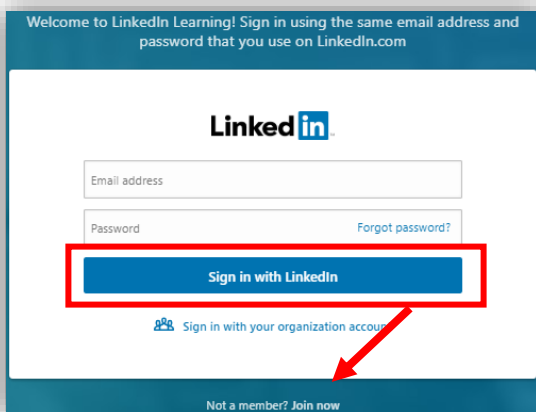 Welcome to LinkedIn Learning! Sign in using the same email address and
password that you use on LinkedIn.com
Linked in
Email address
Password Forgot password?
Sign in with LinkedIn
Sign in with your organization account
Not a member? Join now